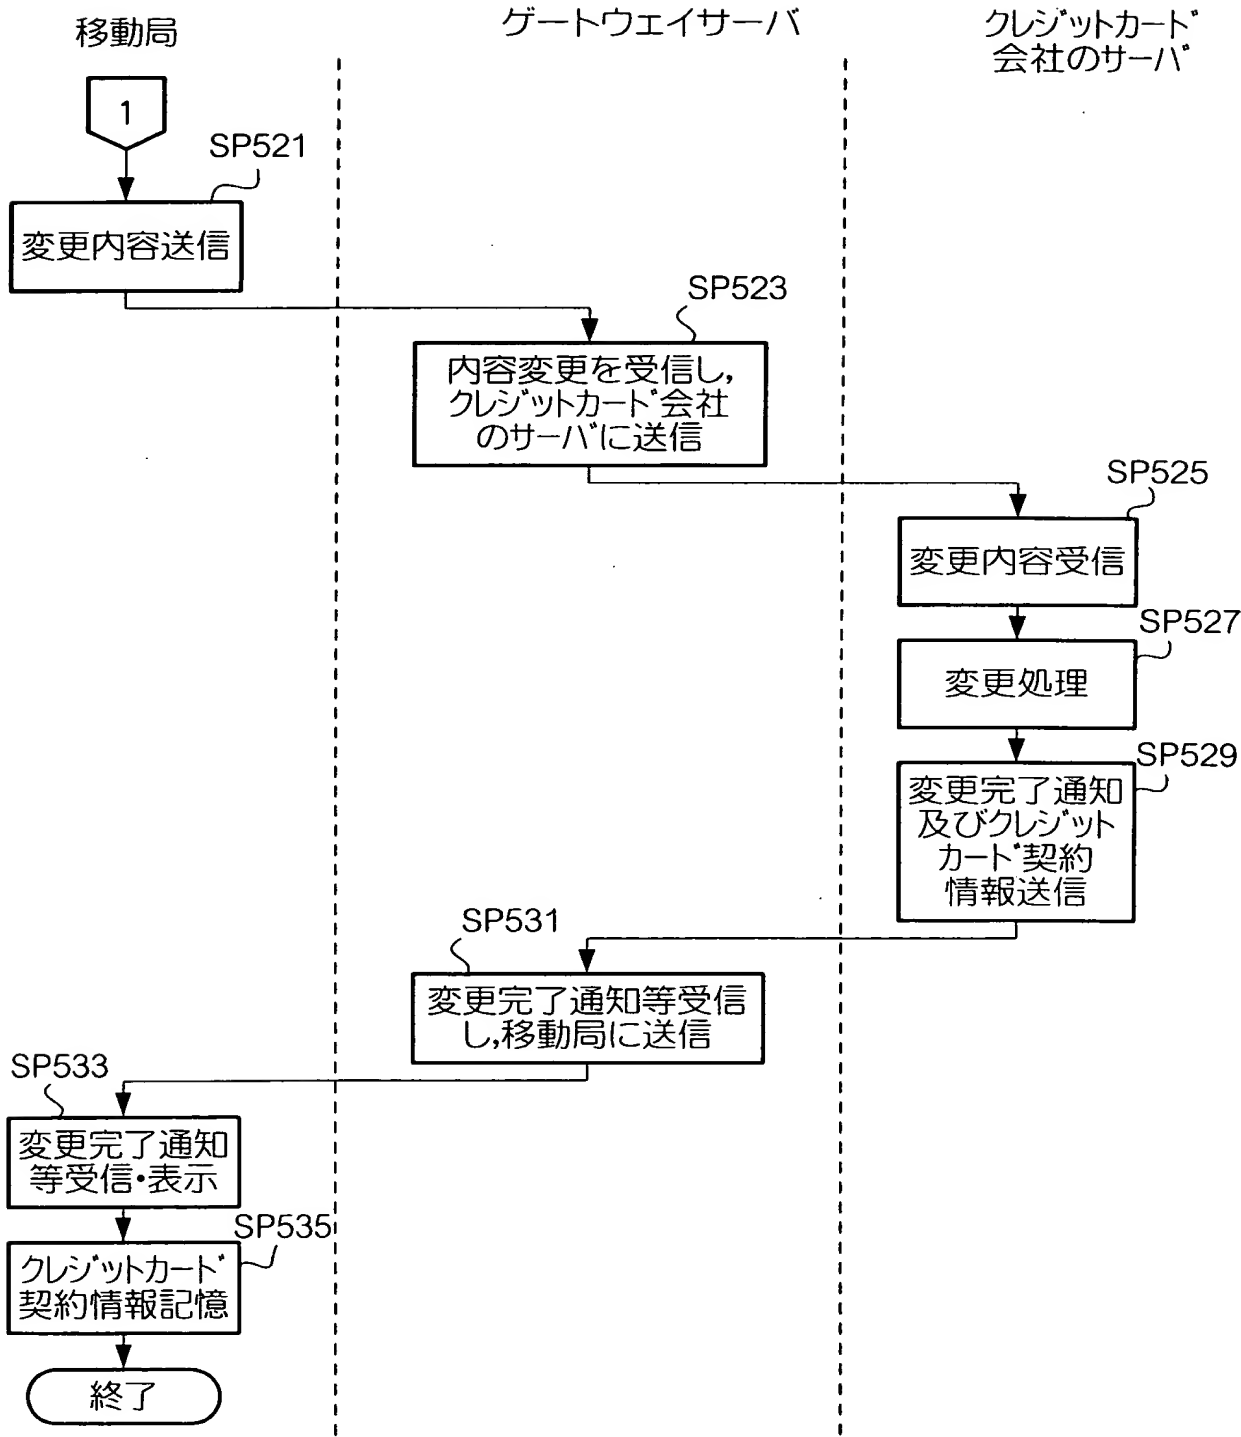 移動局
ゲートウェイサーバ
クレジットカード
会社のサーバ
1
SP521
変更内容送信
SP523
内容変更を受信し,
クレジットカード会社
のサーバに送信
SP525
変更内容受信
SP527
変更処理
SP529
変更完了通知
及びクレジット
カード契約
情報送信
SP531
変更完了通知等受信
し,移動局に送信
SP533
変更完了通知
等受信・表示
SP535
クレジットカード
契約情報記憶
終了